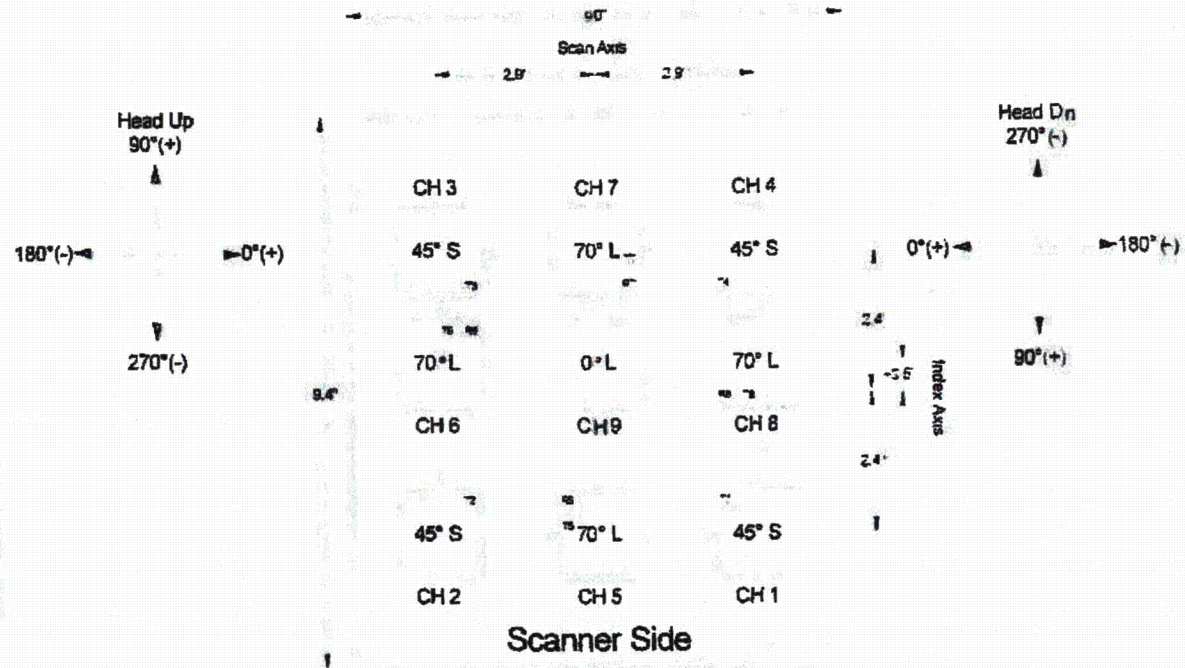 90"
Scan Axis
2.9" 2.9"
Head Up
90°(+)
Head Dn
270°(-)
CH 3 CH 7 CH 4
180°(-) 0°(+) 45° S 70° L 45° S 0°(+) 180°(-)
2.4"
270°(-) 70° L 0° L 70° L 90°(+)
9.4"
Index Axis
CH 6 CH 9 CH 8
2.4"
45° S 70° L 45° S
CH 2 CH 5 CH 1
Scanner Side